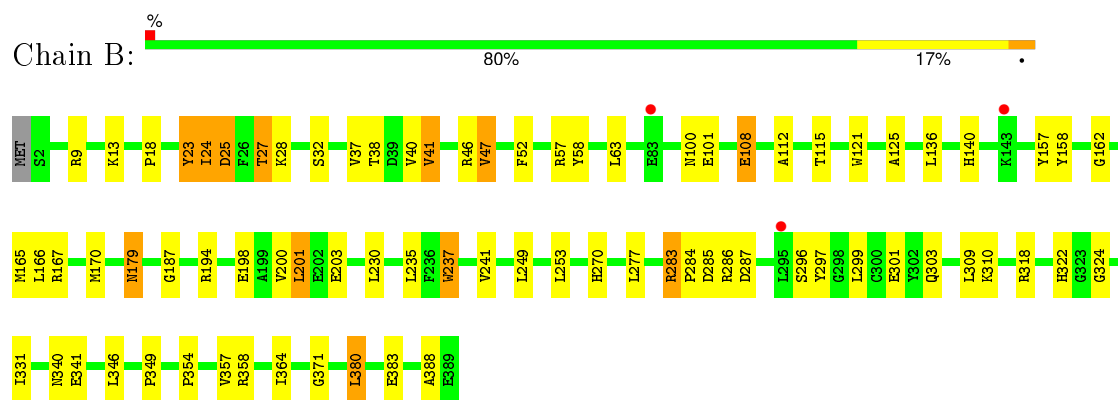 %
Chain B:
80% 17% •
MET S2 R9 K13 P18 Y23 I24 D25 F26 T27 K28 S32 V37 T38 D39 V40 V41 R46 V47 F52 R57 Y58 L63 E83 N100 E101 E108 A112 T115 W121 A125 L136 H140 K143 Y157 Y158 G162
M165 L166 R167 M170 N179 G187 R194 E198 A199 V200 L201 E202 E203 L230 L235 F236 W237 V241 L249 L253 H270 L277 R283 P284 D285 R286 D287 L295 S296 Y297 G298 L299 C300 E301 Y302 Q303 L309 K310 R318 H322 G323 G324
I331 N340 E341 L346 P349 P354 V357 R358 I364 G371 L380 E383 A388 E389